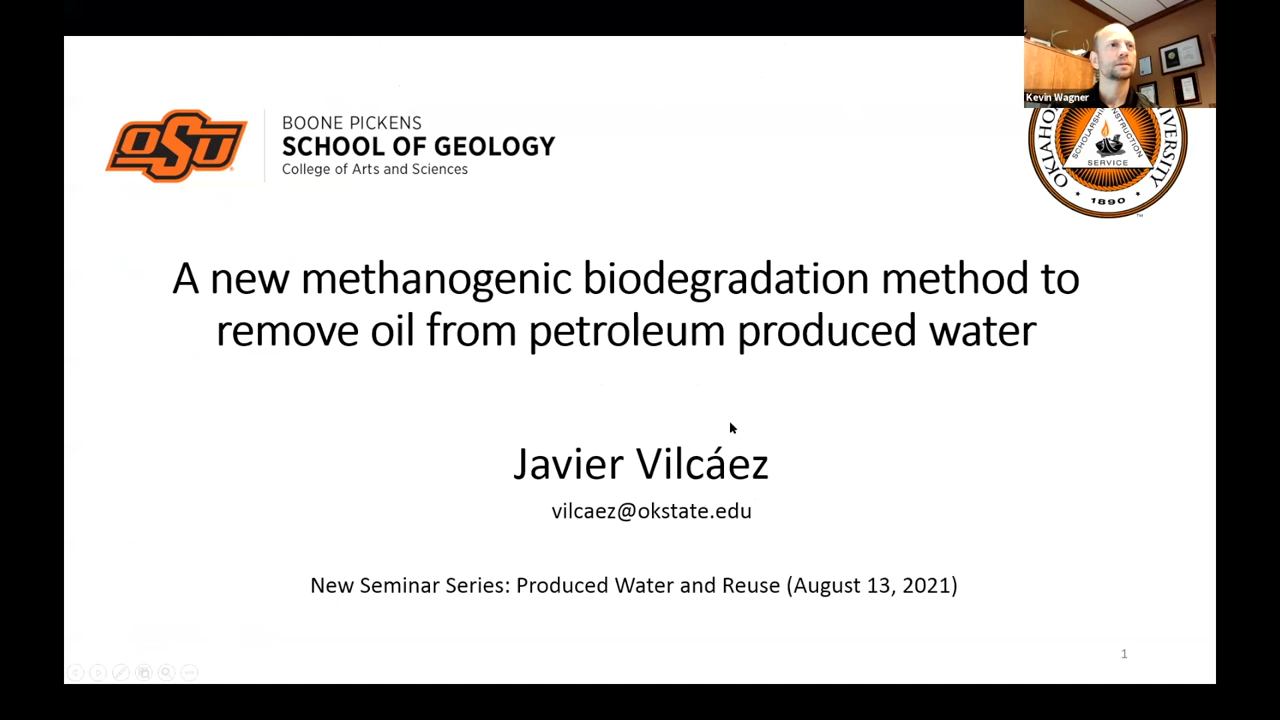 Kevin Wagner
OSU
BOONE PICKENS
SCHOOL OF GEOLOGY
College of Arts and Sciences
SERVICE
1890
A new methanogenic biodegradation method to
remove oil from petroleum produced water
Javier Vilcáez
vilcaez@okstate.edu
New Seminar Series: Produced Water and Reuse (August 13, 2021)
1